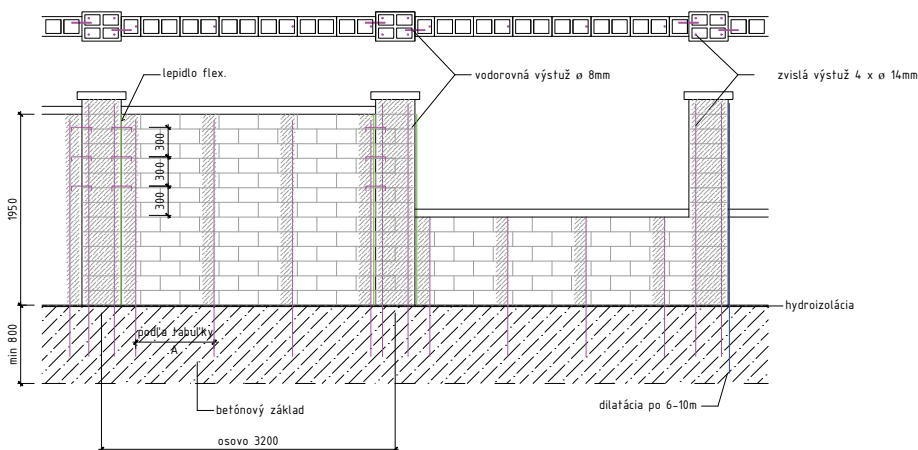 lepidlo flex.
vodorovná výstuž ø 8mm
zvislá výstuž 4 x ø 14mm
300
300
300
1950
hydroizolácia
min 800
podľa tabuľky
A
betónový základ
dilatácia po 6-10m
osovo 3200